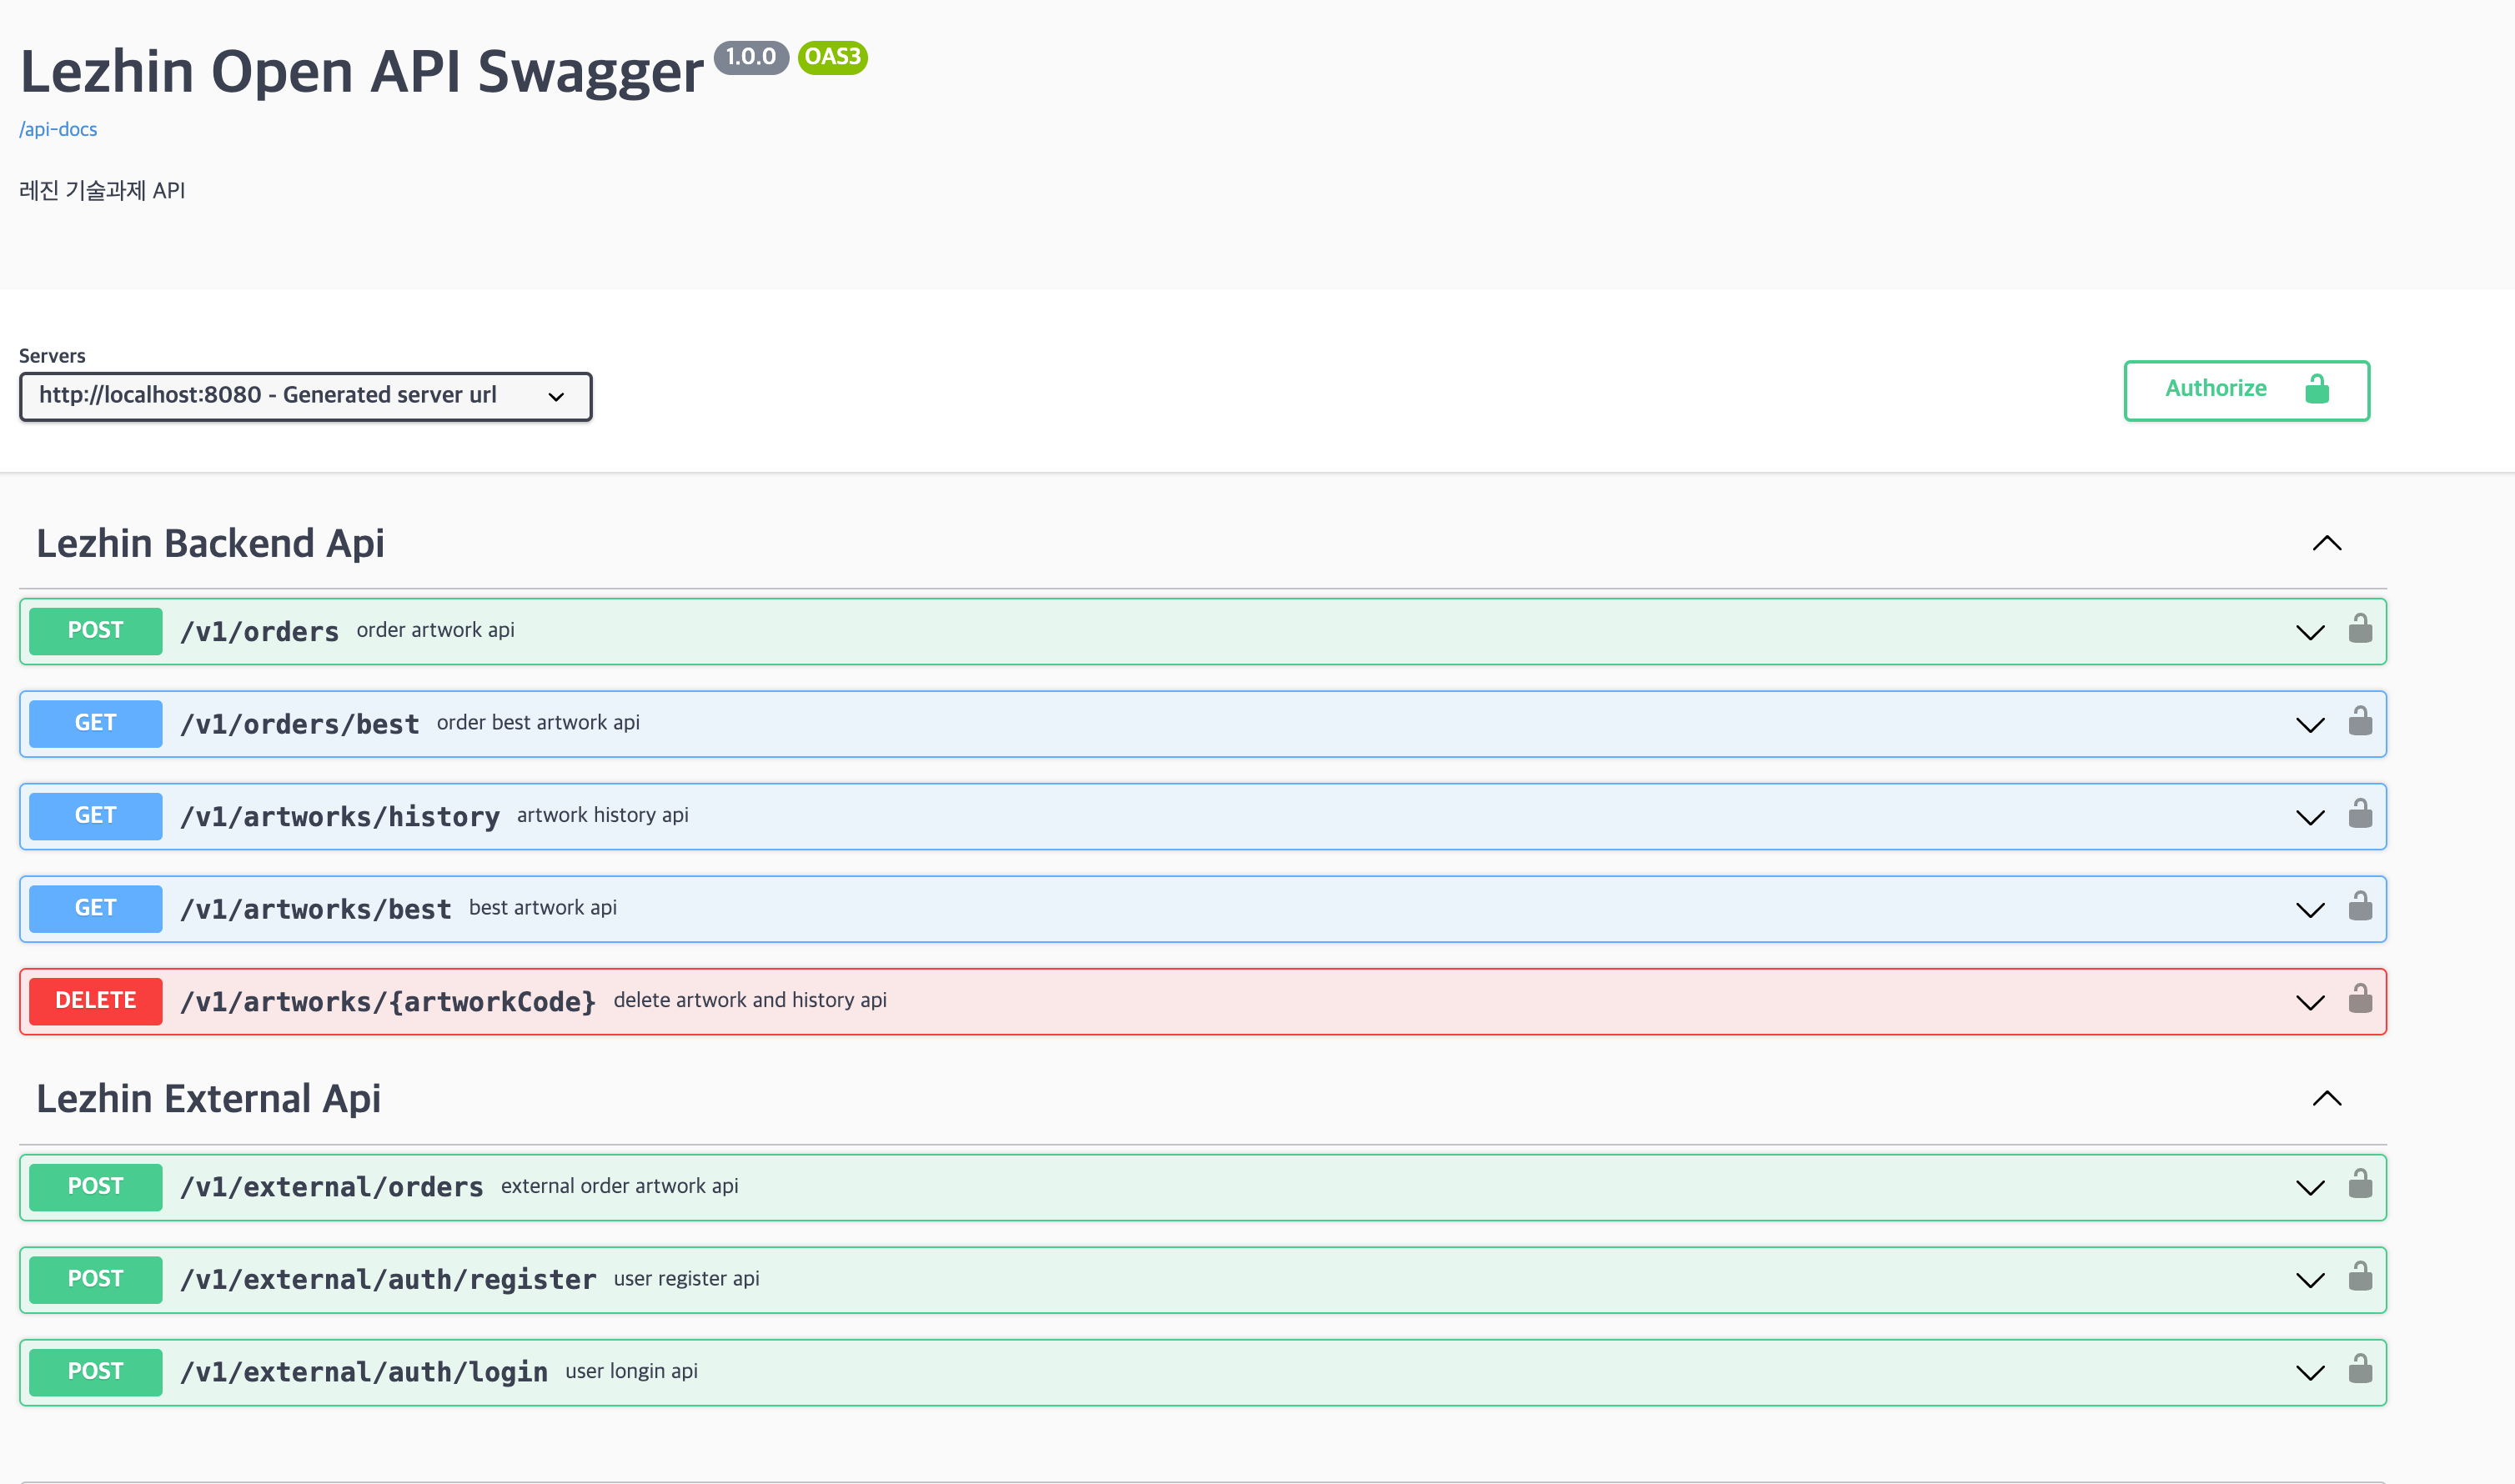 Lezhin Open API Swagger 1.0.0 OAS3
/api-docs
레진 기술과제 API
Servers
http://localhost:8080 - Generated server url
Authorize
Lezhin Backend Api
POST /v1/orders order artwork api
GET /v1/orders/best order best artwork api
GET /v1/artworks/history artwork history api
GET /v1/artworks/best best artwork api
DELETE /v1/artworks/{artworkCode} delete artwork and history api
Lezhin External Api
POST /v1/external/orders external order artwork api
POST /v1/external/auth/register user register api
POST /v1/external/auth/login user longin api